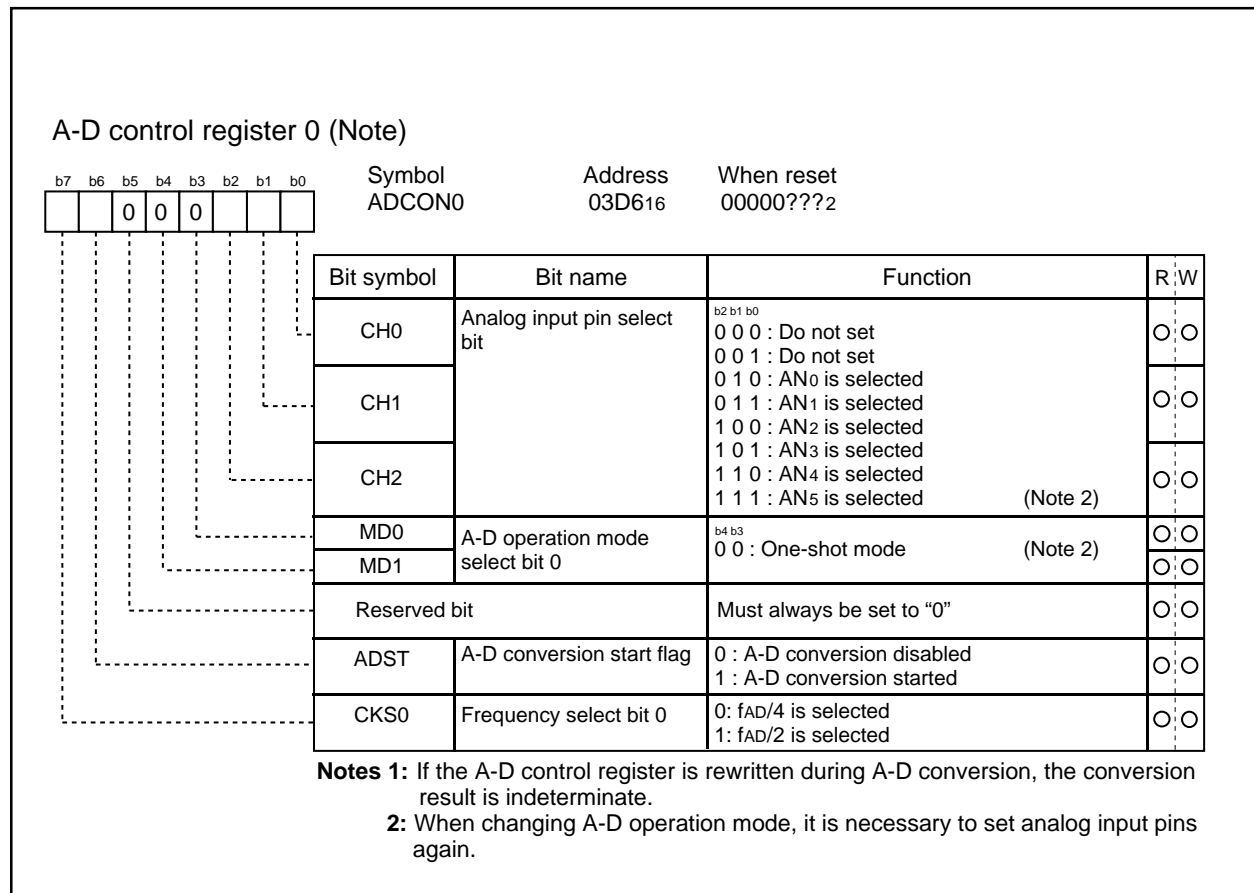 A-D control register 0 (Note)
b7 b6 b5 b4 b3 b2 b1 b0
0 0 0
Symbol Address When reset
ADCON0 03D616 00000???2
Bit symbol Bit name Function R W
CH0 Analog input pin select bit
b2 b1 b0
0 0 0 : Do not set
0 0 1 : Do not set
0 1 0 : AN0 is selected
0 1 1 : AN1 is selected
1 0 0 : AN2 is selected
1 0 1 : AN3 is selected
1 1 0 : AN4 is selected
1 1 1 : AN5 is selected (Note 2)
CH1
CH2
MD0 A-D operation mode select bit 0
b4 b3
0 0 : One-shot mode (Note 2)
MD1
Reserved bit Must always be set to “0”
ADST A-D conversion start flag
0 : A-D conversion disabled
1 : A-D conversion started
CKS0 Frequency select bit 0
0: fAD/4 is selected
1: fAD/2 is selected
Notes 1: If the A-D control register is rewritten during A-D conversion, the conversion
result is indeterminate.
2: When changing A-D operation mode, it is necessary to set analog input pins
again.